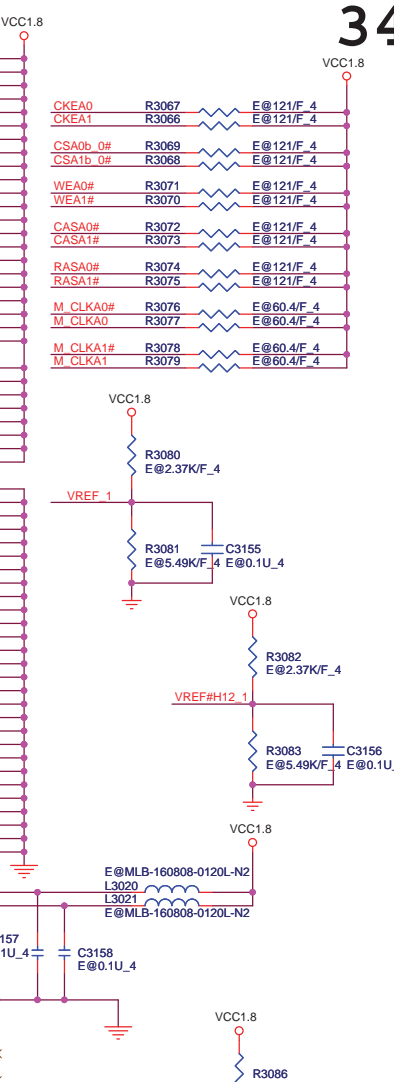 VCC1.8
34
VCC1.8
CKEA0 R3067 E@121/F_4
CKEA1 R3066 E@121/F_4
CSA0b_0# R3069 E@121/F_4
CSA1b_0# R3068 E@121/F_4
WEA0# R3071 E@121/F_4
WEA1# R3070 E@121/F_4
CASA0# R3072 E@121/F_4
CASA1# R3073 E@121/F_4
RASA0# R3074 E@121/F_4
RASA1# R3075 E@121/F_4
M_CLKA0# R3076 E@60.4/F_4
M_CLKA0 R3077 E@60.4/F_4
M_CLKA1# R3078 E@60.4/F_4
M_CLKA1 R3079 E@60.4/F_4
VCC1.8
R3080
E@2.37K/F_4
VREF_1
R3081 C3155
E@5.49K/F_4 E@0.1U_4
VCC1.8
R3082
E@2.37K/F_4
VREF#H12_1
R3083 C3156
E@5.49K/F_4 E@0.1U_
VCC1.8
E@MLB-160808-0120L-N2
L3020
L3021
E@MLB-160808-0120L-N2
157 C3158
1U_4 E@0.1U_4
VCC1.8
R3086